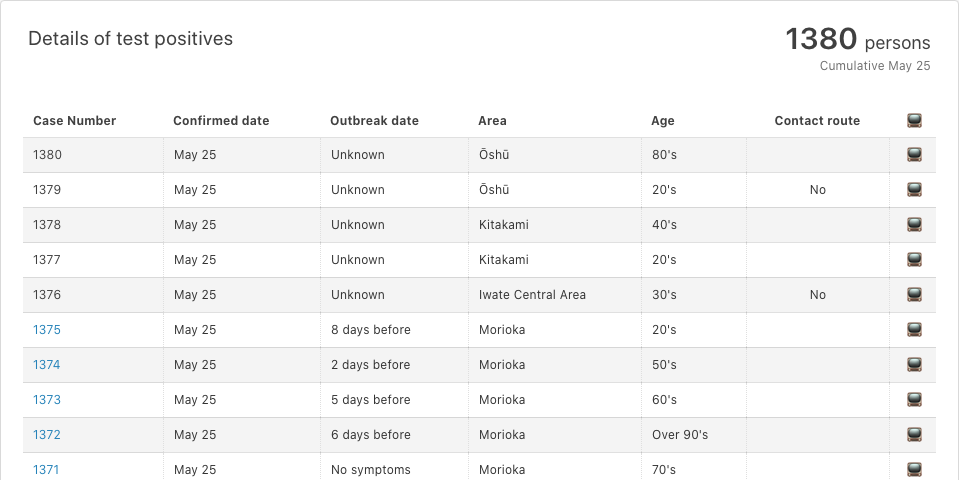 Details of test positives
1380 persons
Cumulative May 25
Case Number Confirmed date Outbreak date Area Age Contact route
1380 May 25 Unknown Ōshū 80's
1379 May 25 Unknown Ōshū 20's No
1378 May 25 Unknown Kitakami 40's
1377 May 25 Unknown Kitakami 20's
1376 May 25 Unknown Iwate Central Area 30's No
1375 May 25 8 days before Morioka 20's
1374 May 25 2 days before Morioka 50's
1373 May 25 5 days before Morioka 60's
1372 May 25 6 days before Morioka Over 90's
1371 May 25 No symptoms Morioka 70's